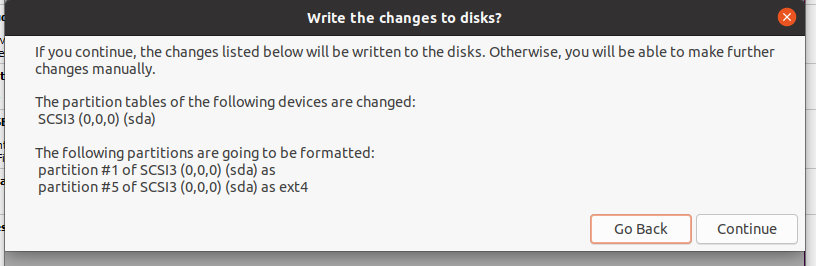 Write the changes to disks?
If you continue, the changes listed below will be written to the disks. Otherwise, you will be able to make further
changes manually.
The partition tables of the following devices are changed:
SCSI3 (0,0,0) (sda)
The following partitions are going to be formatted:
partition #1 of SCSI3 (0,0,0) (sda) as
partition #5 of SCSI3 (0,0,0) (sda) as ext4
Go Back
Continue